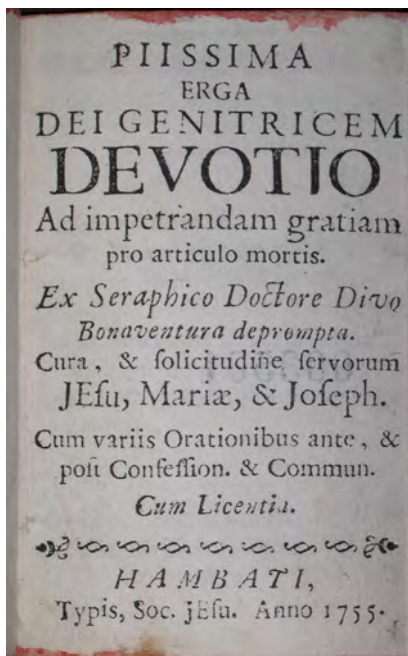 PIISSIMA
ERGA
DEI GENITRICEM
DEVOTIO
Ad impetrandam gratiam
pro articulo mortis.
Ex Seraphico Doctore Divo
Bonaventura deprompta.
Cura, & ſolicitudine ſervorum
JEſu, Mariæ, & Joſeph.
Cum variis Orationibus ante, &
poſt Confeſſion. & Commun.
Cum Licentia.
HAMBATI,
Typis, Soc. jEſu. Anno 1755.